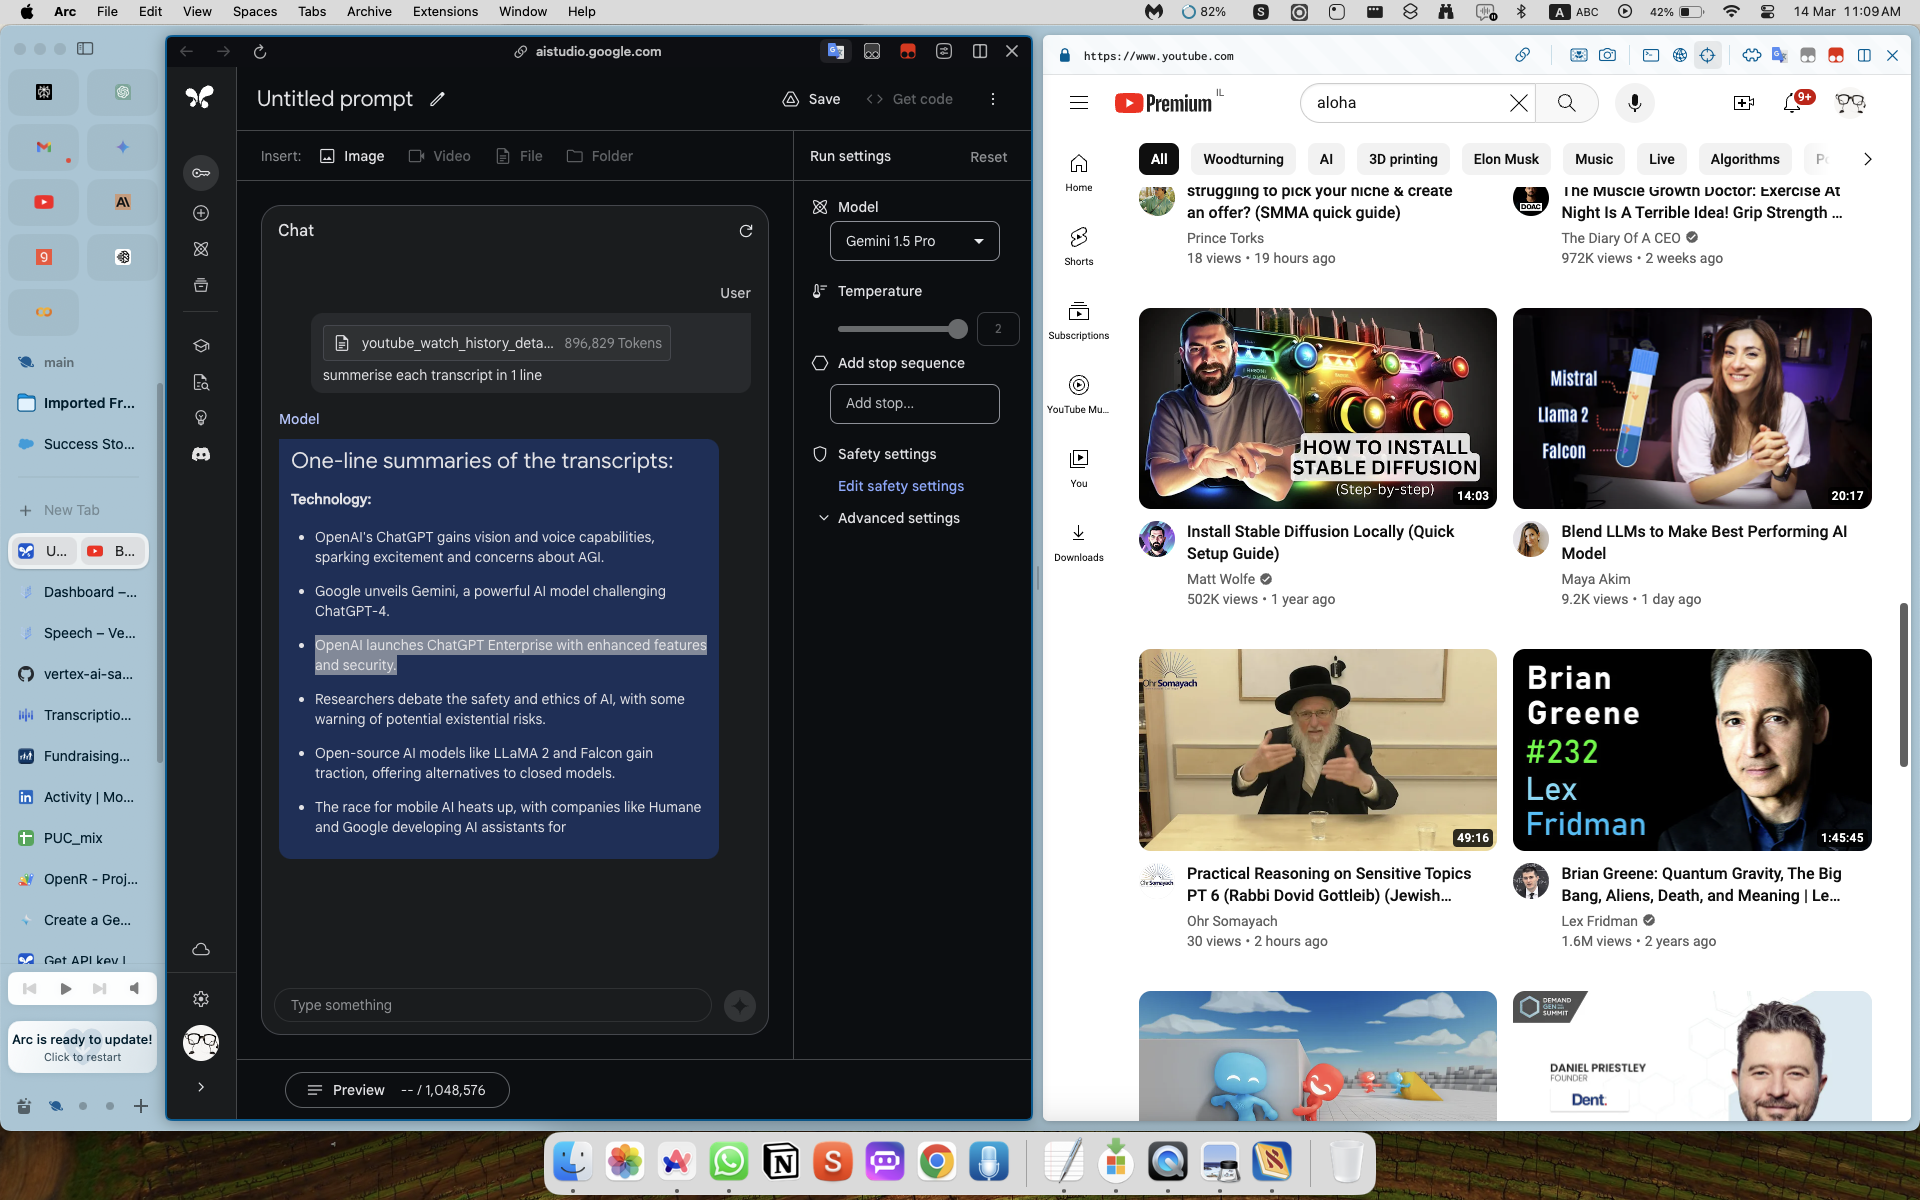 Arc File Edit View Spaces Tabs Archive Extensions Window Help
82% ABC 42% 14 Mar 11:09 AM
main
Imported Fr...
Success Sto...
New Tab
U... B...
Dashboard –...
Speech – Ve...
vertex-ai-sa...
Transcriptio...
Fundraising...
Activity | Mo...
PUC_mix
OpenR - Proj...
Create a Ge...
Get API key |
Arc is ready to update!
Click to restart
aistudio.google.com
Untitled prompt
Save
Get code
Insert: Image Video File Folder
Chat
User
youtube_watch_history_deta... 896,829 Tokens
summerise each transcript in 1 line
Model
One-line summaries of the transcripts:
Technology:
• OpenAI's ChatGPT gains vision and voice capabilities,
sparking excitement and concerns about AGI.
• Google unveils Gemini, a powerful AI model challenging
ChatGPT-4.
• OpenAI launches ChatGPT Enterprise with enhanced features
and security.
• Researchers debate the safety and ethics of AI, with some
warning of potential existential risks.
• Open-source AI models like LLaMA 2 and Falcon gain
traction, offering alternatives to closed models.
• The race for mobile AI heats up, with companies like Humane
and Google developing AI assistants for
Type something
Preview -- / 1,048,576
Run settings Reset
Model
Gemini 1.5 Pro
Temperature
2
Add stop sequence
Add stop...
Safety settings
Edit safety settings
Advanced settings
https://www.youtube.com
Premium IL
aloha
9+
Home
Shorts
Subscriptions
YouTube Mu...
You
Downloads
All Woodturning AI 3D printing Elon Musk Music Live Algorithms
struggling to pick your niche & create
an offer? (SMMA quick guide)
Prince Torks
18 views • 19 hours ago
DOAC
The Muscle Growth Doctor: Exercise At
Night Is A Terrible Idea! Grip Strength ...
The Diary Of A CEO
972K views • 2 weeks ago
HOW TO INSTALL
STABLE DIFFUSION
(Step-by-step)
14:03
Install Stable Diffusion Locally (Quick
Setup Guide)
Matt Wolfe
502K views • 1 year ago
Mistral
Llama 2
Falcon
20:17
Blend LLMs to Make Best Performing AI
Model
Maya Akim
9.2K views • 1 day ago
Ohr Somayach
49:16
Practical Reasoning on Sensitive Topics
PT 6 (Rabbi Dovid Gottleib) (Jewish...
Ohr Somayach
30 views • 2 hours ago
Brian
Greene
#232
Lex
Fridman
1:45:45
Brian Greene: Quantum Gravity, The Big
Bang, Aliens, Death, and Meaning | Le...
Lex Fridman
1.6M views • 2 years ago
DEMAND
GEN
SUMMIT
DANIEL PRIESTLEY
FOUNDER
Dent.